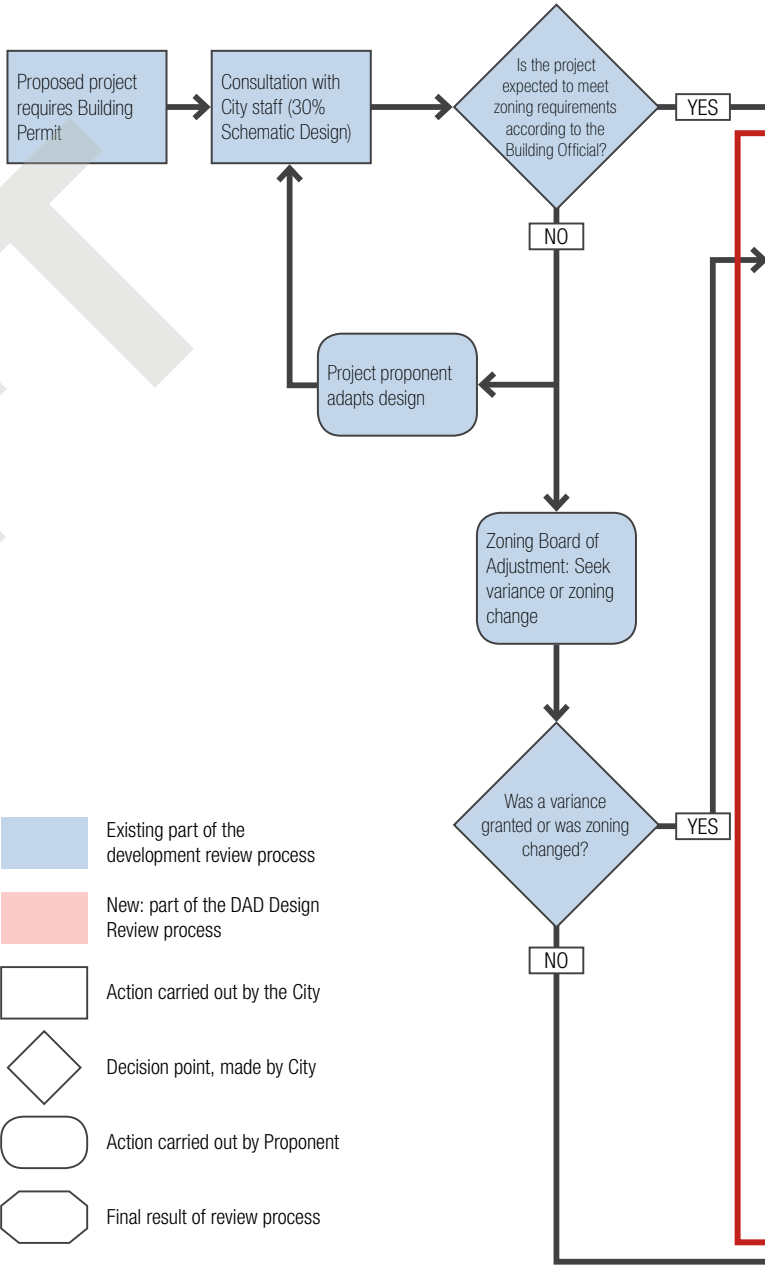 Proposed project
requires Building
Permit
Consultation with
City staff (30%
Schematic Design)
Is the project
expected to meet
zoning requirements
according to the
Building Official?
YES
NO
Project proponent
adapts design
Zoning Board of
Adjustment: Seek
variance or zoning
change
Was a variance
granted or was zoning
changed?
YES
NO
Existing part of the
development review process
New: part of the DAD Design
Review process
Action carried out by the City
Decision point, made by City
Action carried out by Proponent
Final result of review process